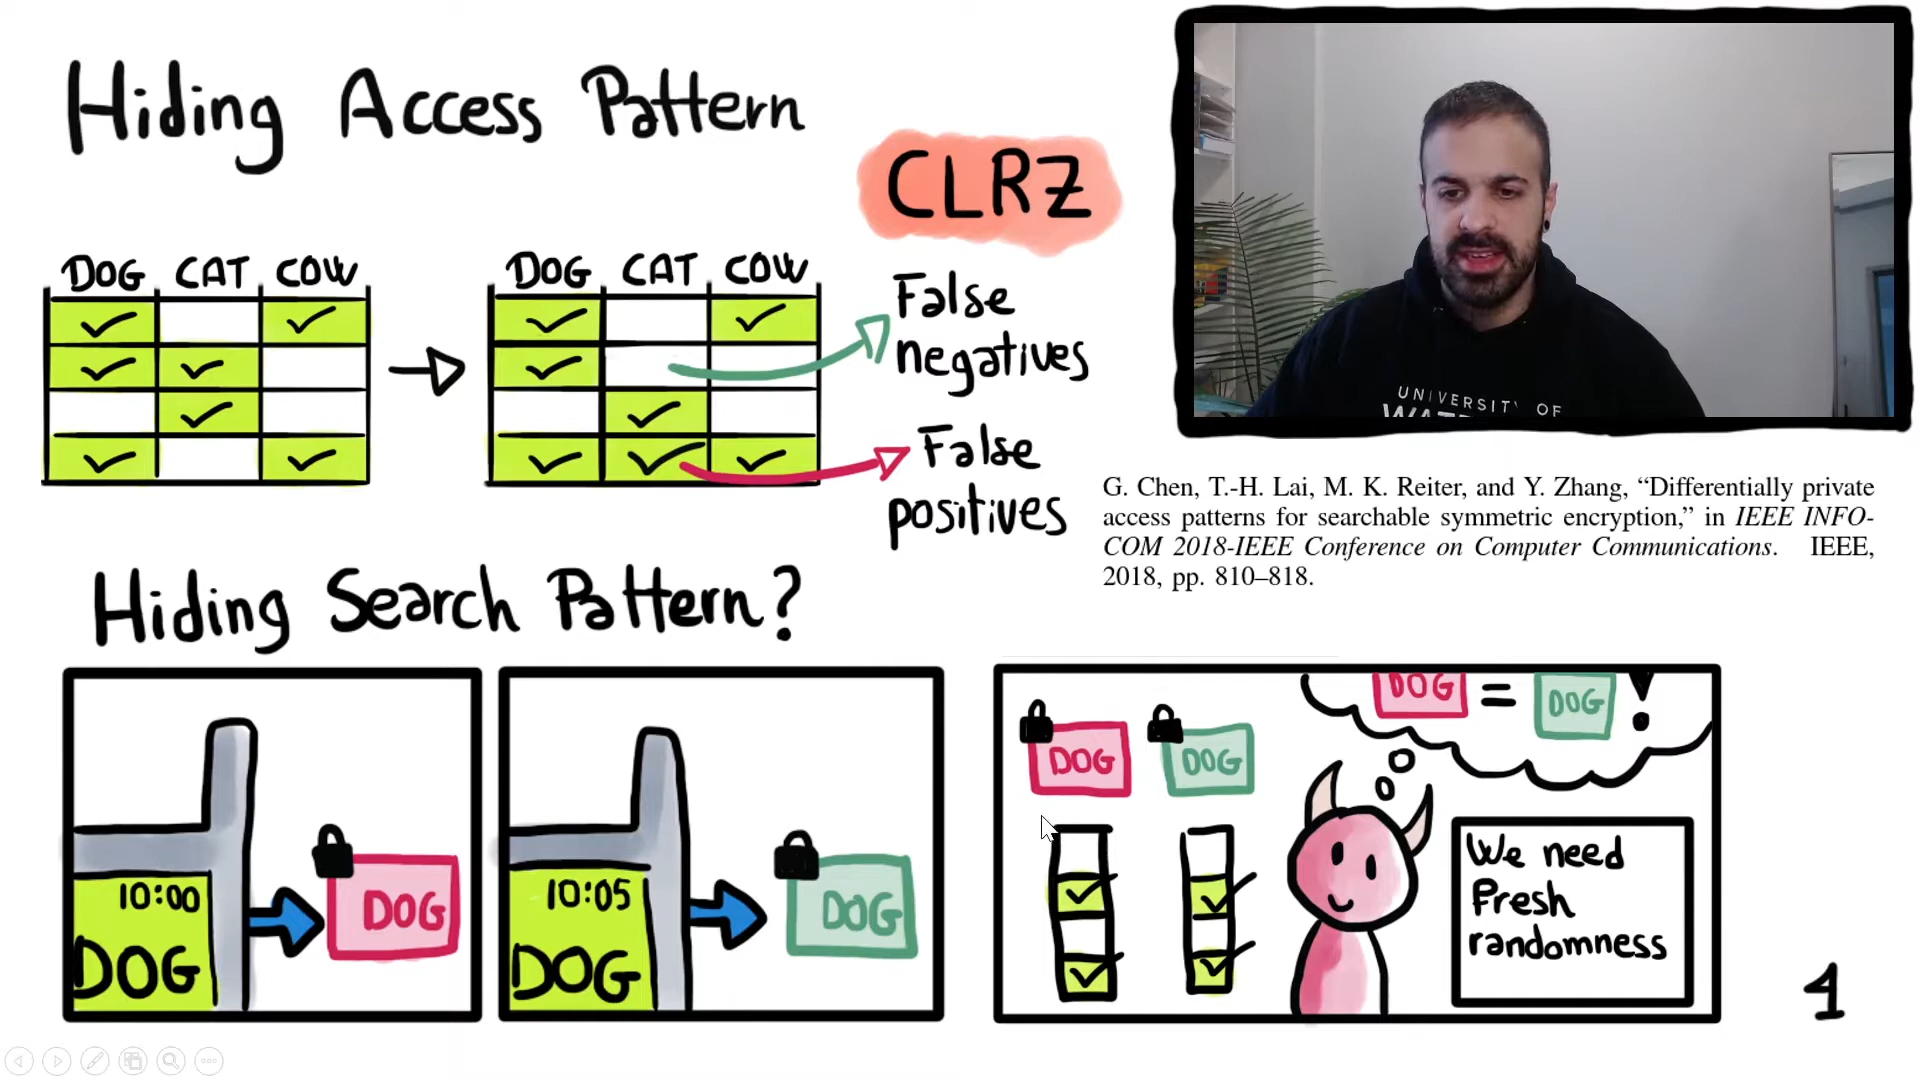 Hiding Access Pattern
CLRZ
DOG CAT COW
DOG CAT COW
False
negatives
False
positives
UNIVERSITY OF
G. Chen, T.-H. Lai, M. K. Reiter, and Y. Zhang, “Differentially private
access patterns for searchable symmetric encryption,” in IEEE INFO-
COM 2018-IEEE Conference on Computer Communications. IEEE,
2018, pp. 810–818.
Hiding Search Pattern?
10:00
DOG
DOG
10:05
DOG
DOG
DOG
DOG
DOG = DOG !
We need
Fresh
randomness
4